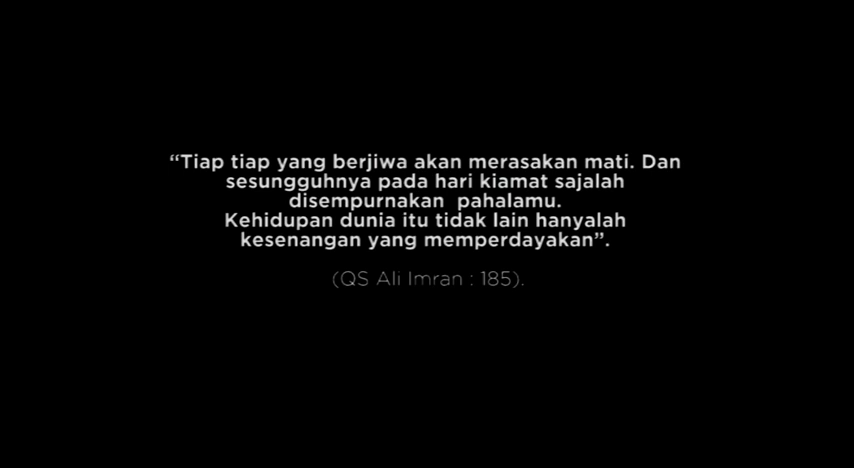 “Tiap tiap yang berjiwa akan merasakan mati. Dan
sesungguhnya pada hari kiamat sajalah
disempurnakan  pahalamu.
Kehidupan dunia itu tidak lain hanyalah
kesenangan yang memperdayakan”.
(QS Ali Imran : 185).